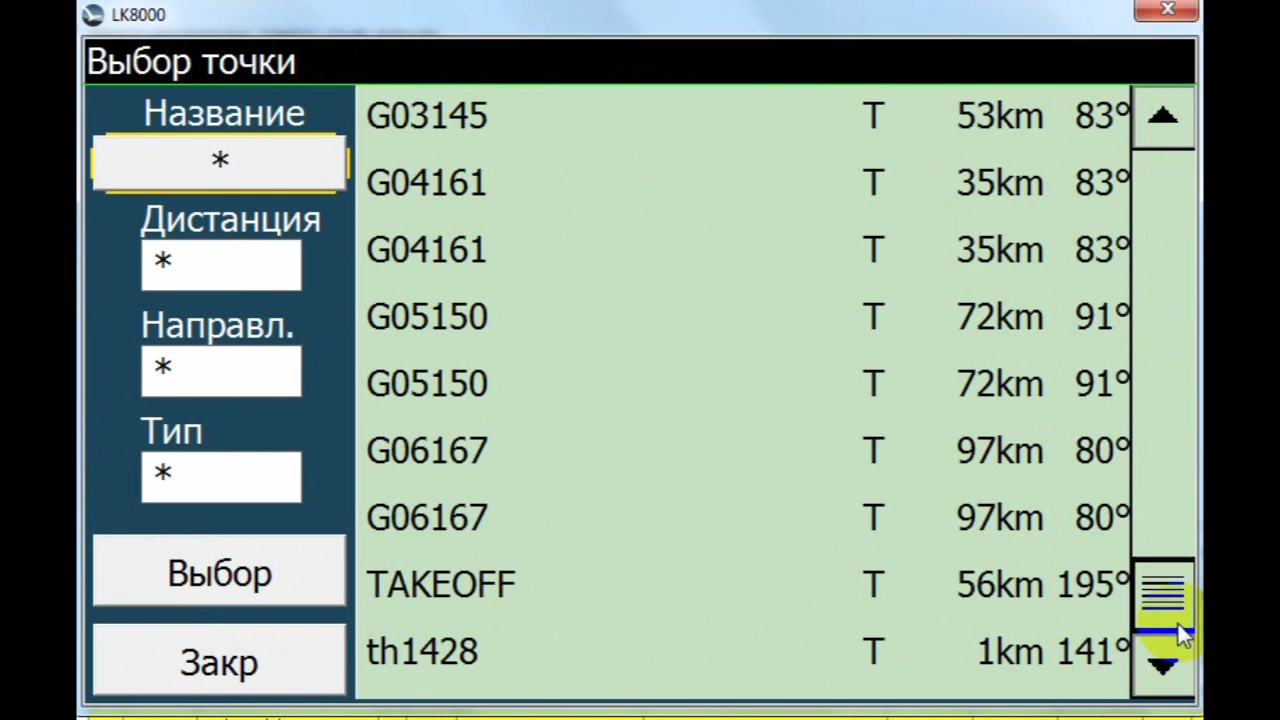 LK8000
Выбор точки
Название
*
Дистанция
*
Направл.
*
Тип
*
Выбор
Закр
G03145 T 53km 83°
G04161 T 35km 83°
G04161 T 35km 83°
G05150 T 72km 91°
G05150 T 72km 91°
G06167 T 97km 80°
G06167 T 97km 80°
TAKEOFF T 56km 195°
th1428 T 1km 141°